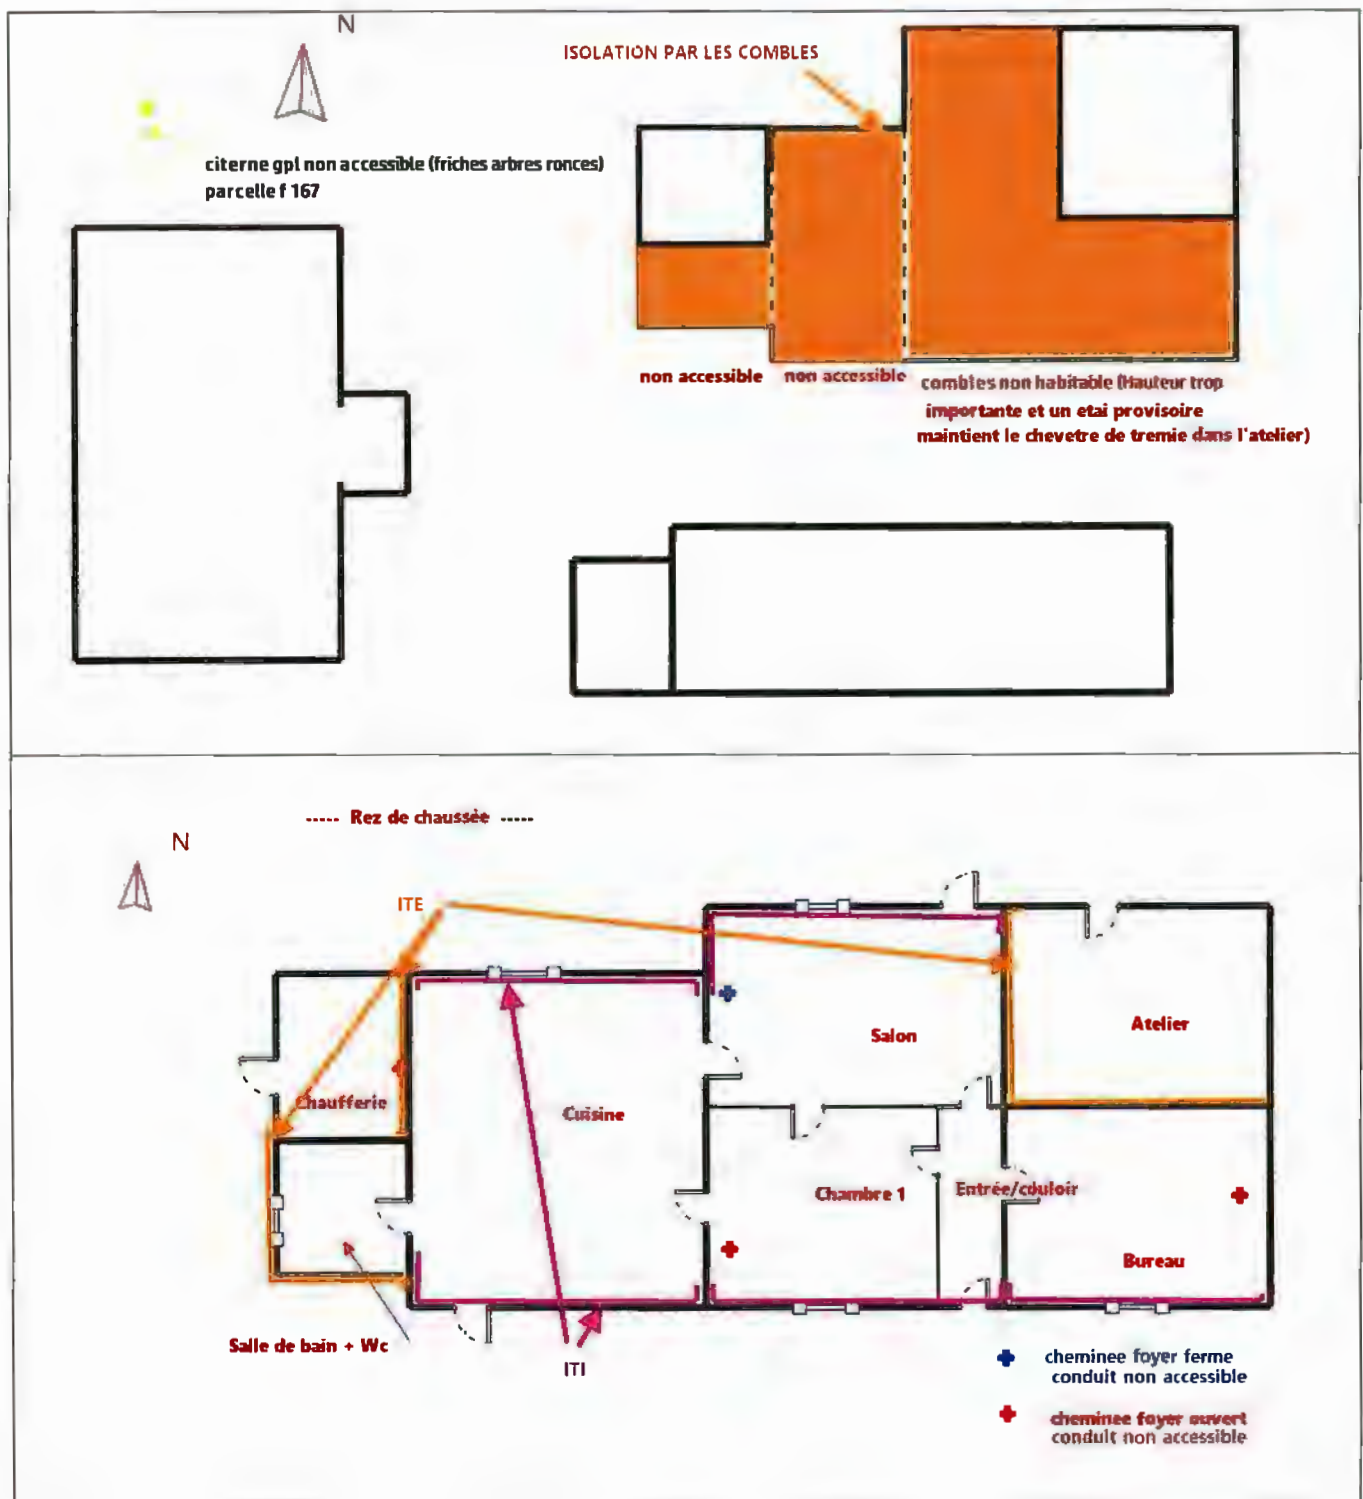 N
ISOLATION PAR LES COMBLES
citerne gpl non accessible (friches arbres ronces)
parcelle f 167
non accessible
non accessible
combles non habitable (Hauteur trop
importante et un etai provisoire
maintient le chevetre de tremie dans l'atelier)
----- Rez de chaussée -----
N
ITE
Salon
Atelier
Chaufferie
Cuisine
Chambre 1
Entrée/couloir
Bureau
Salle de bain + Wc
ITI
cheminee foyer ferme
conduit non accessible
cheminee foyer ouvert
conduit non accessible